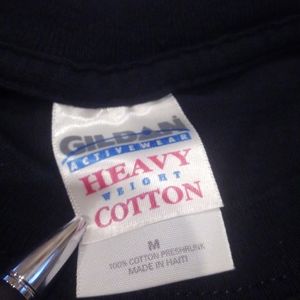 GILDAN
ACTIVEWEAR
HEAVY
WEIGHT
COTTON
M
100% COTTON PRESHRUNK
MADE IN HAITI